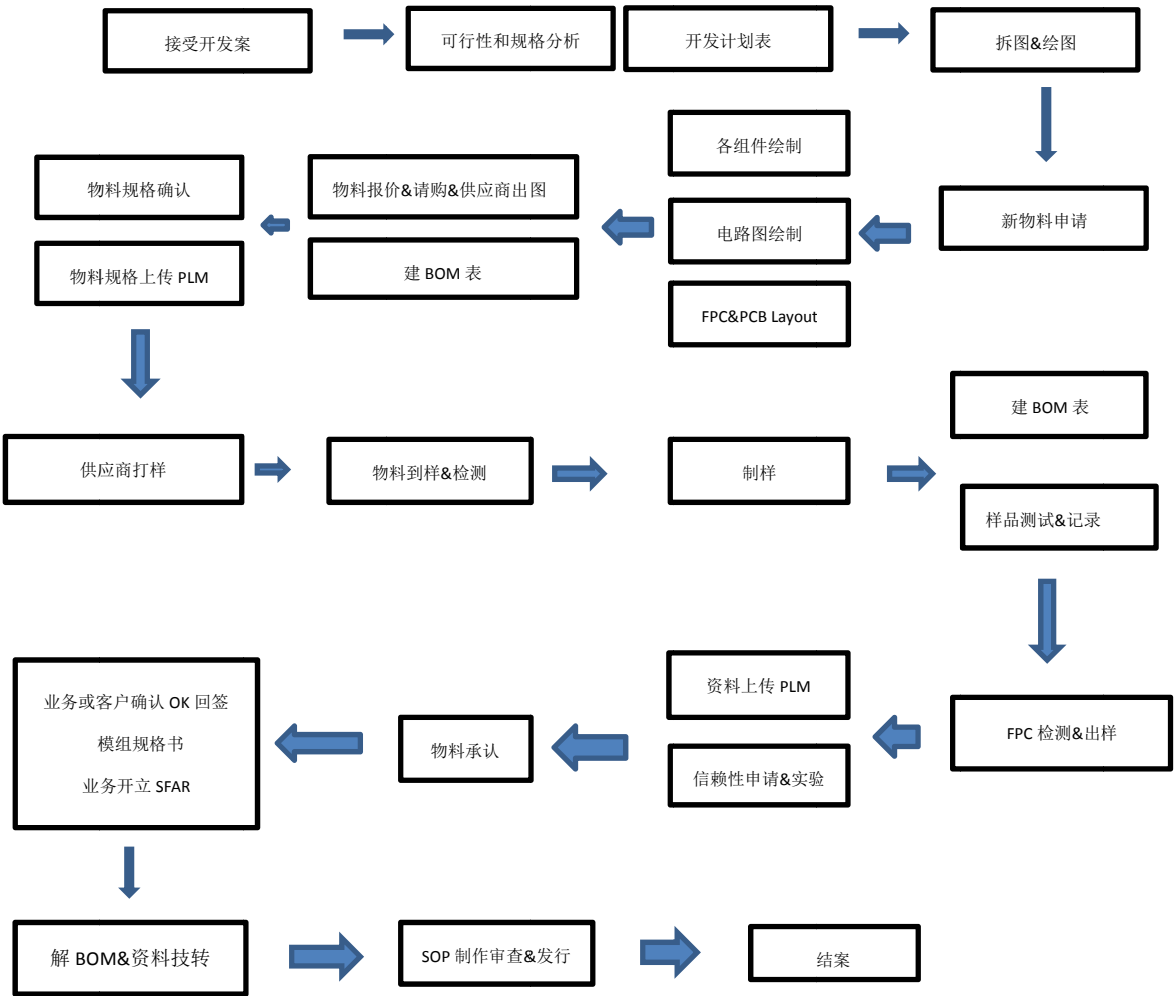 接受开发案
可行性和规格分析
开发计划表
拆图&绘图
各组件绘制
物料规格确认
物料报价&请购&供应商出图
新物料申请
电路图绘制
物料规格上传 PLM
建 BOM 表
FPC&PCB Layout
建 BOM 表
供应商打样
物料到样&检测
制样
样品测试&记录
业务或客户确认 OK 回签
模组规格书
业务开立 SFAR
资料上传 PLM
FPC 检测&出样
物料承认
信赖性申请&实验
解 BOM&资料技转
SOP 制作审查&发行
结案